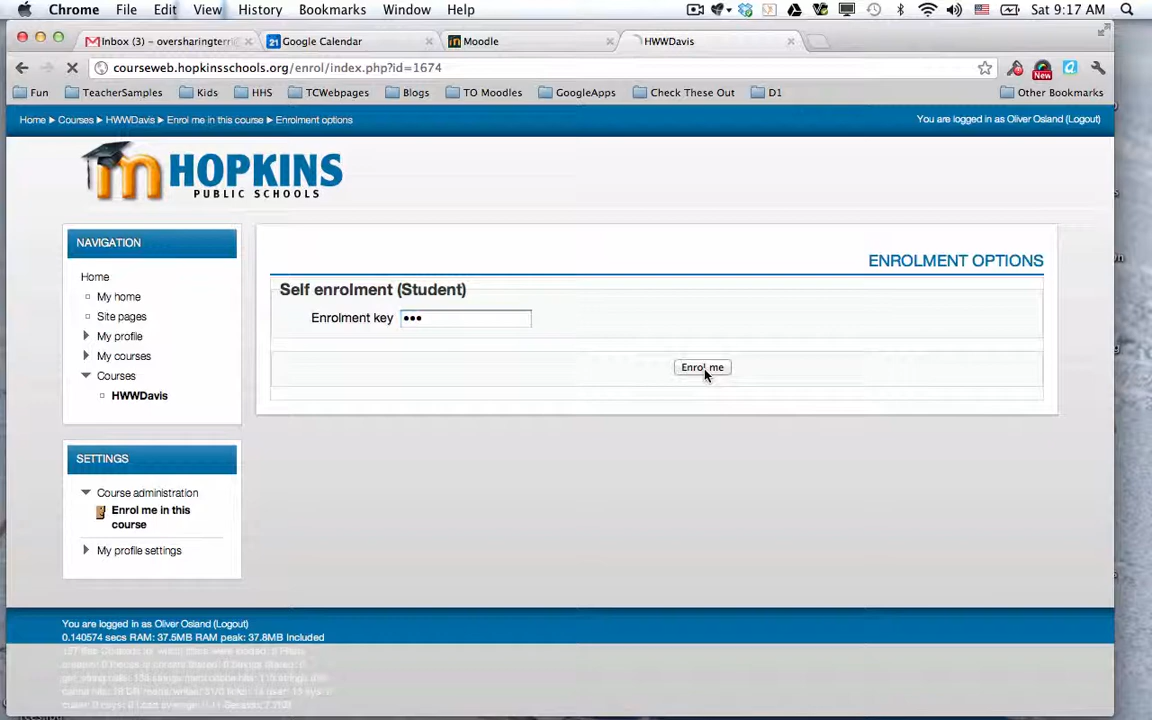 Chrome File Edit View History Bookmarks Window Help Sat 9:17 AM
Inbox (3) – oversharingterri
21 Google Calendar
Moodle
HWWDavis
courseweb.hopkinsschools.org/enrol/index.php?id=1674
New
Fun TeacherSamples Kids HHS TCWebpages Blogs TO Moodles GoogleApps Check These Out D1 Other Bookmarks
Home ► Courses ► HWWDavis ► Enrol me in this course ► Enrolment options
You are logged in as Oliver Osland (Logout)
m HOPKINS
PUBLIC SCHOOLS
NAVIGATION
Home
My home
Site pages
My profile
My courses
Courses
HWWDavis
SETTINGS
Course administration
Enrol me in this
course
My profile settings
ENROLMENT OPTIONS
Self enrolment (Student)
Enrolment key •••
Enrol me
You are logged in as Oliver Osland (Logout)
0.140574 secs RAM: 37.5MB RAM peak: 37.8MB Included